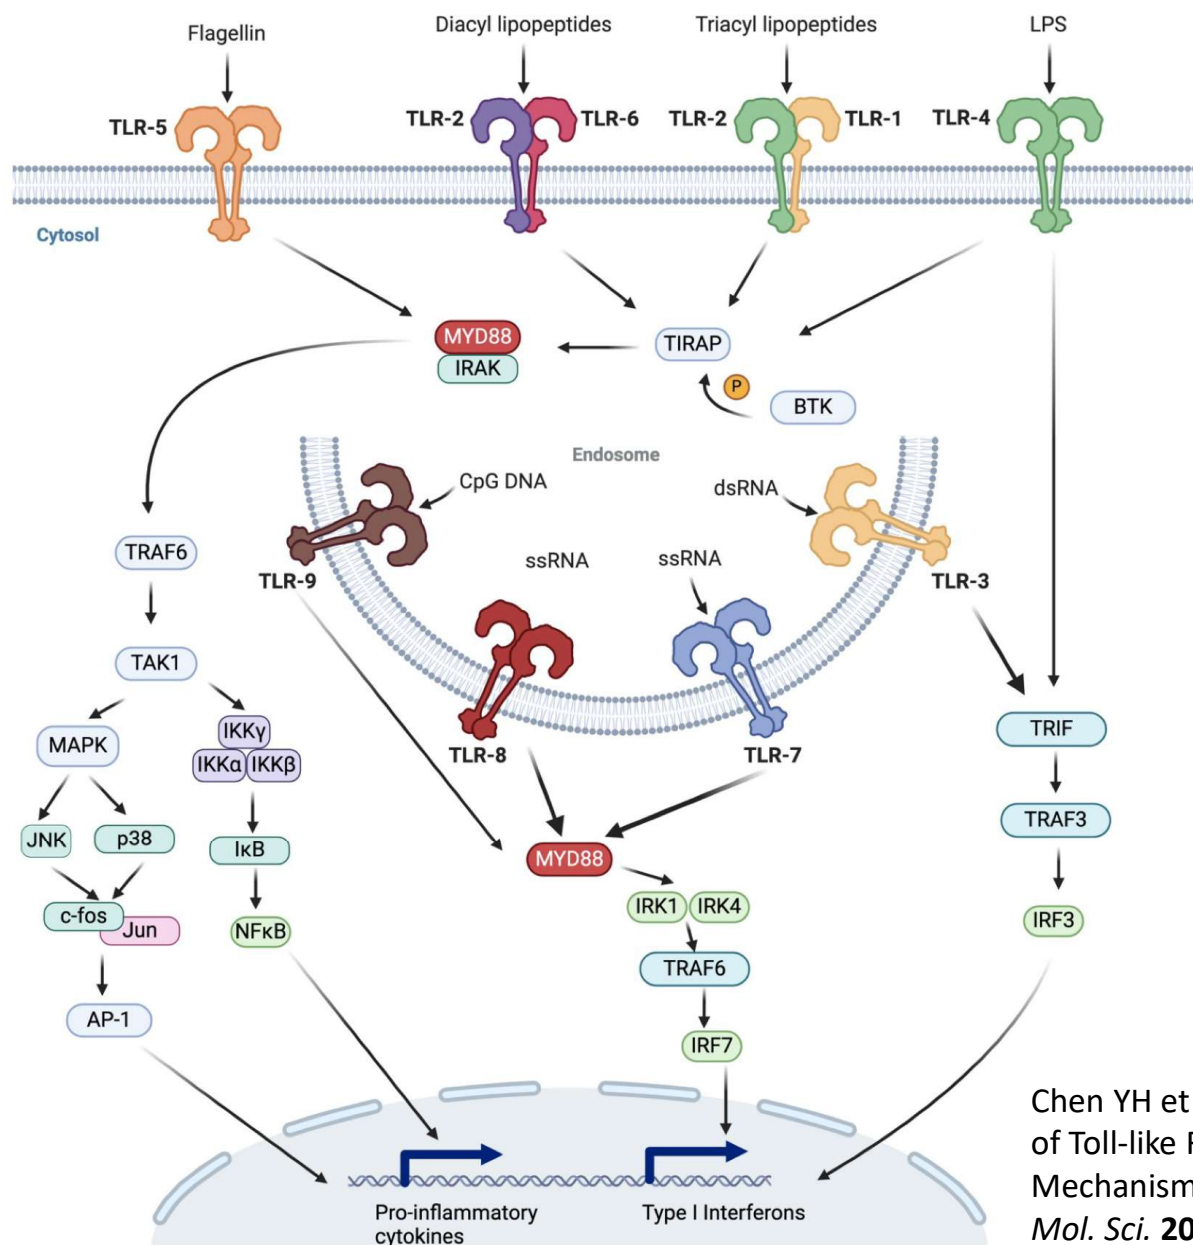 Flagellin
Diacyl lipopeptides
Triacyl lipopeptides
LPS
TLR-5
TLR-2
TLR-6
TLR-2
TLR-1
TLR-4
Cytosol
MYD88
IRAK
TIRAP
P
BTK
Endosome
CpG DNA
dsRNA
TRAF6
ssRNA
ssRNA
TLR-9
TLR-3
TAK1
IKKγ
IKKα
IKKβ
MAPK
TLR-8
TLR-7
TRIF
JNK
p38
IκB
MYD88
TRAF3
c-fos
Jun
NFκB
IRK1
IRK4
IRF3
TRAF6
AP-1
IRF7
Pro-inflammatory
cytokines
Type I Interferons
Chen YH et
of Toll-like
Mechanism
Mol. Sci. 20